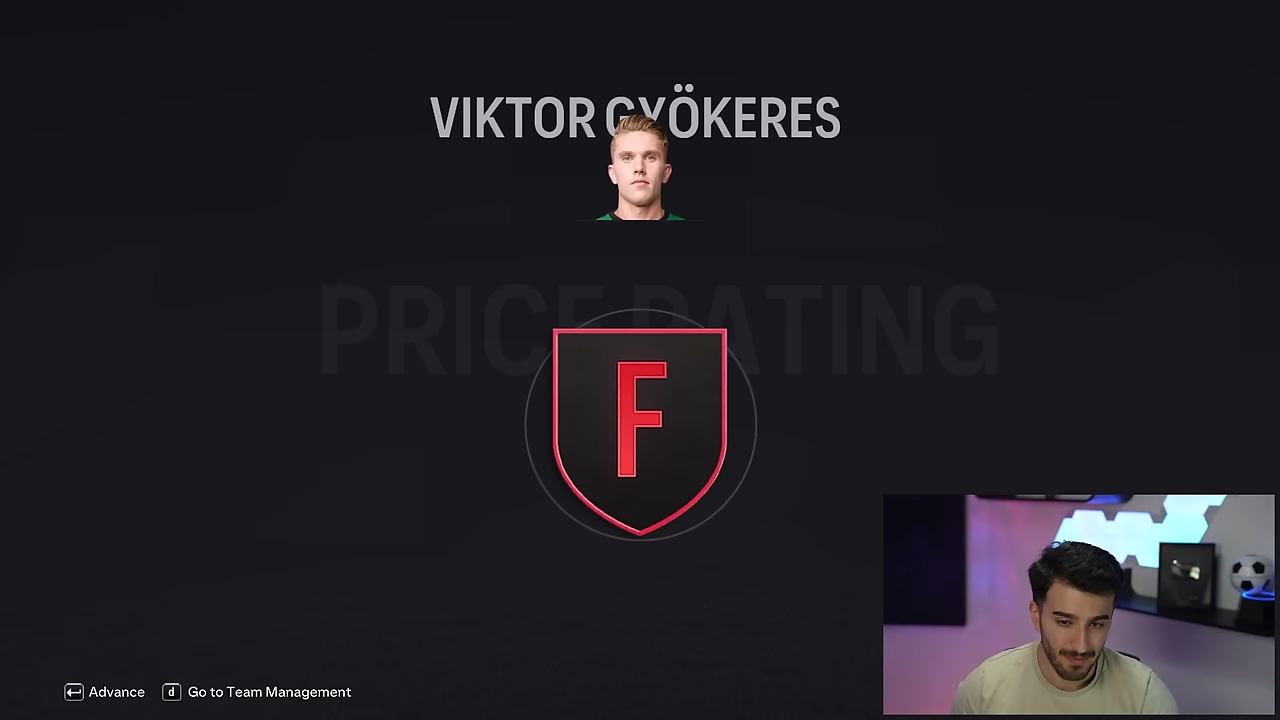 VIKTOR GYÖKERES
PRICE RATING
F
Advance
d Go to Team Management